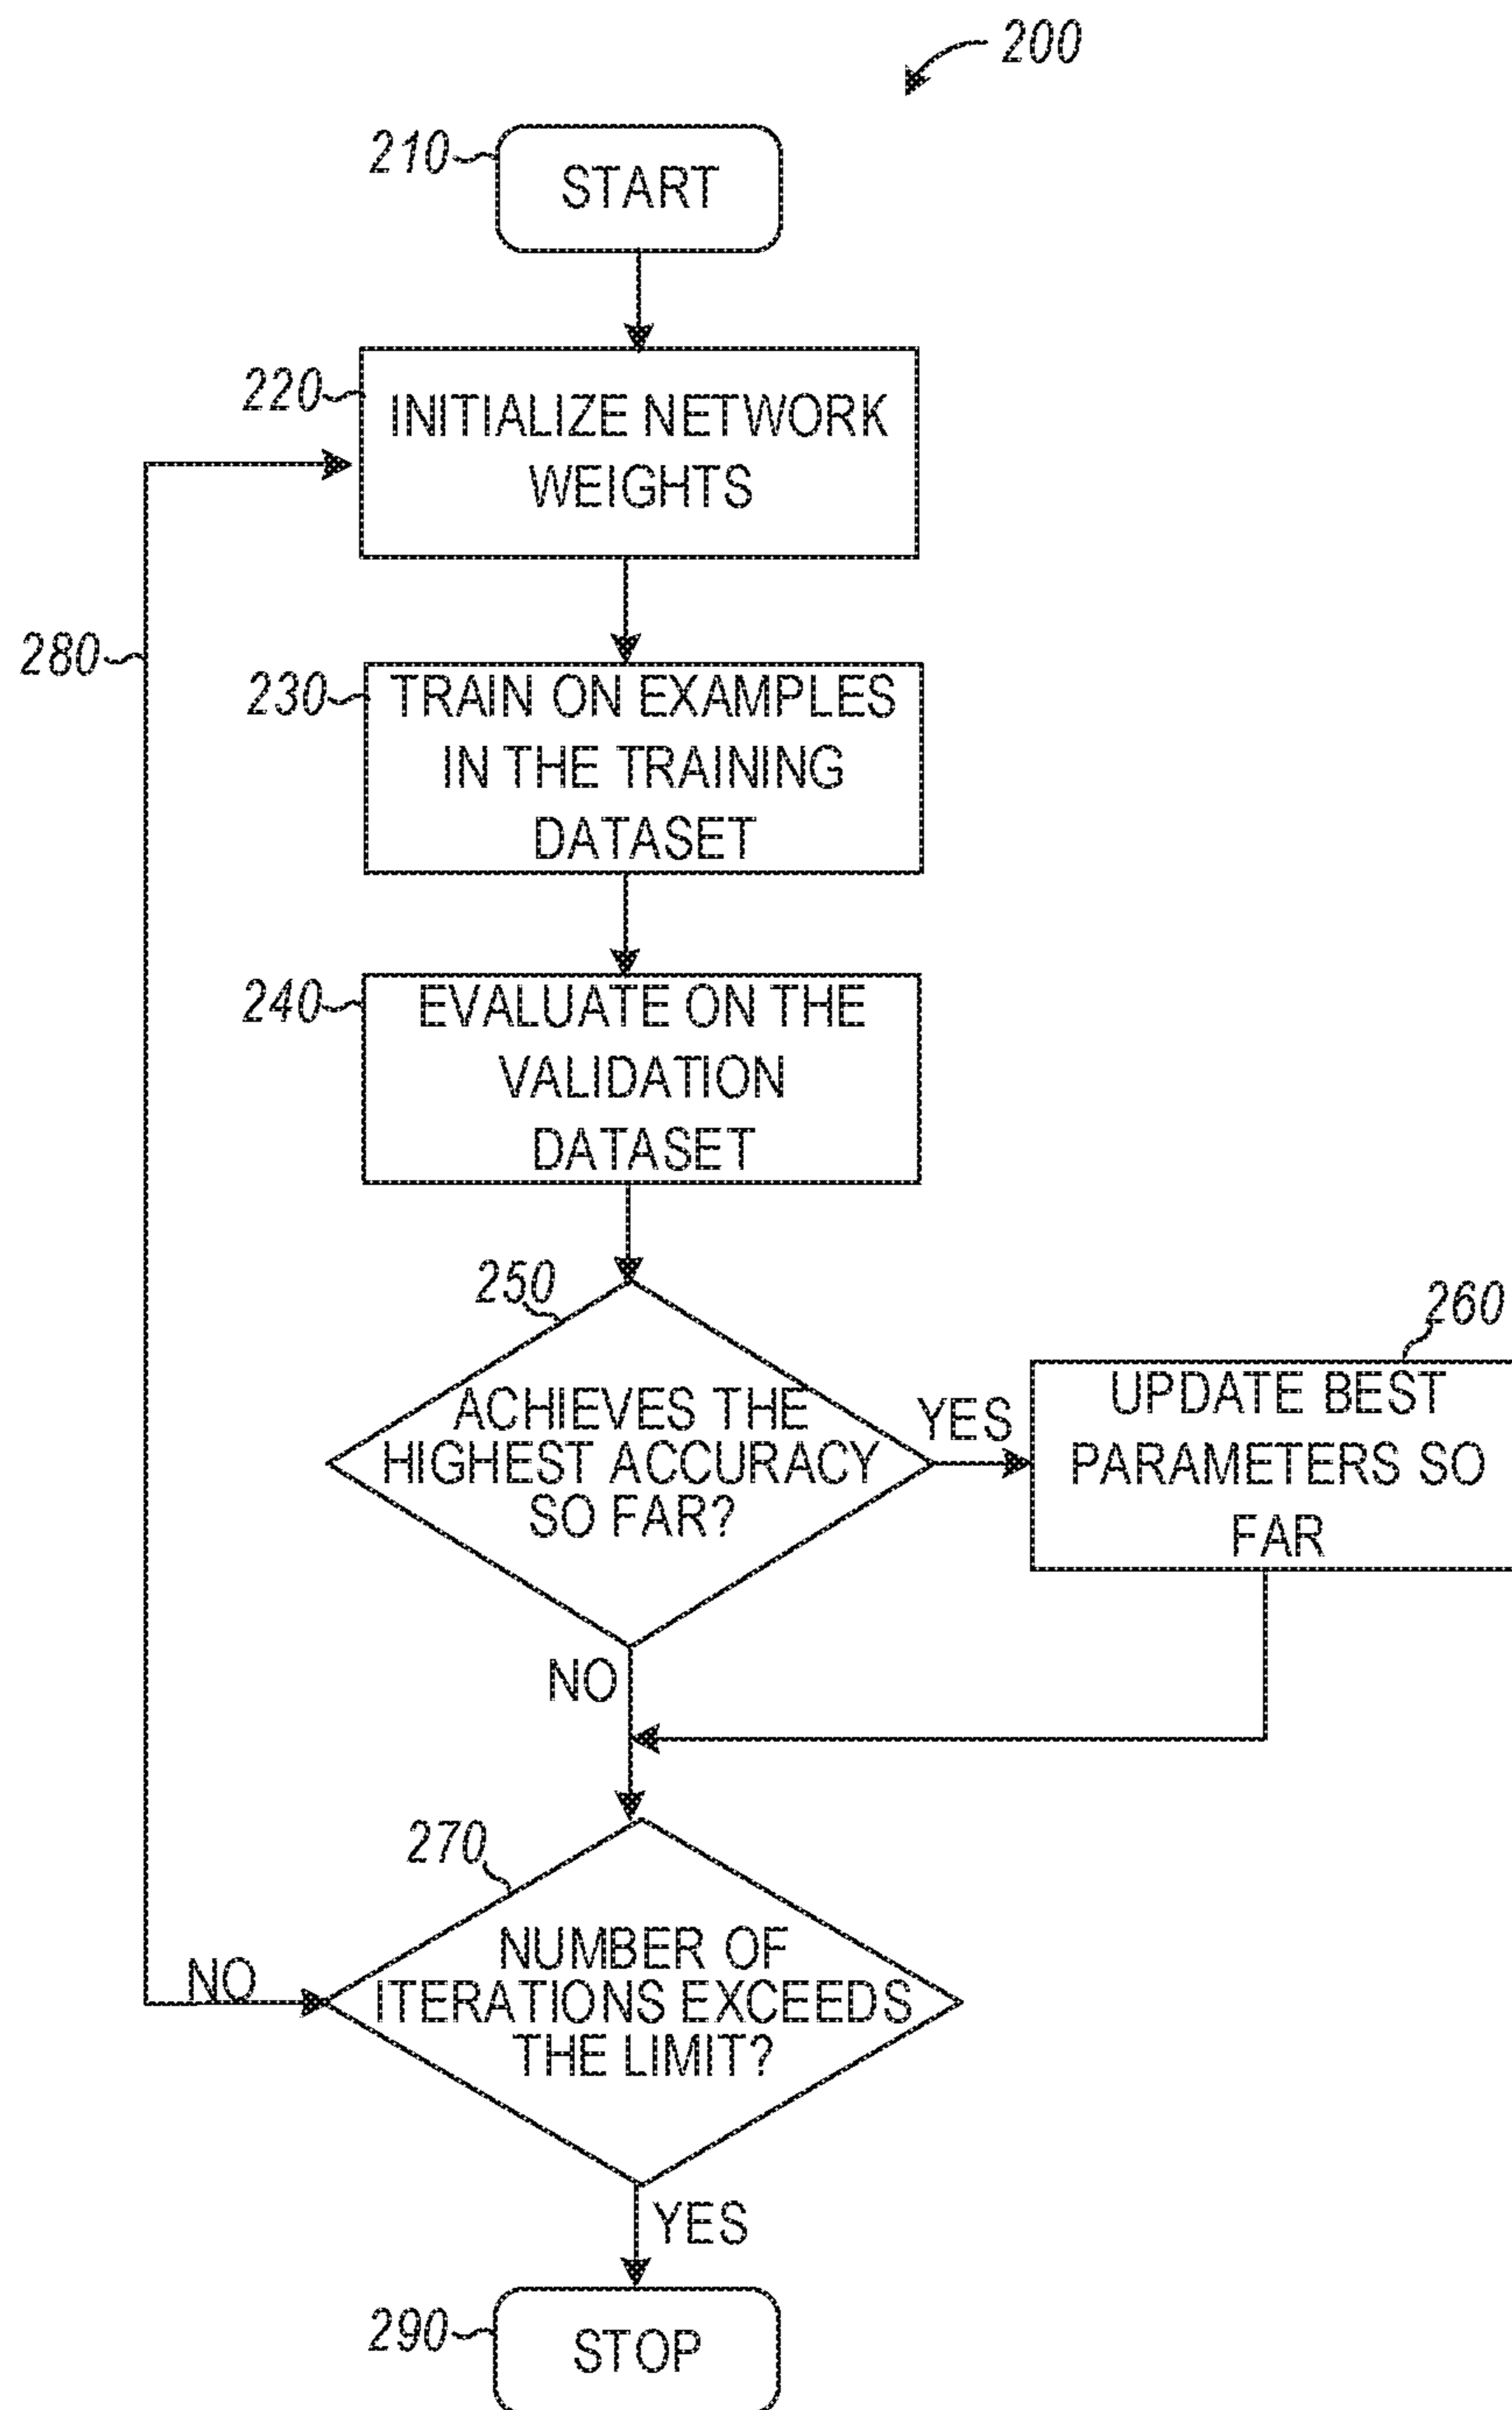 200
210
START
220
INITIALIZE NETWORK
WEIGHTS
280
230
TRAIN ON EXAMPLES
IN THE TRAINING
DATASET
240
EVALUATE ON THE
VALIDATION
DATASET
250
ACHIEVES THE
HIGHEST ACCURACY
SO FAR?
YES
260
UPDATE BEST
PARAMETERS SO
FAR
NO
270
NUMBER OF
ITERATIONS EXCEEDS
THE LIMIT?
NO
YES
290
STOP